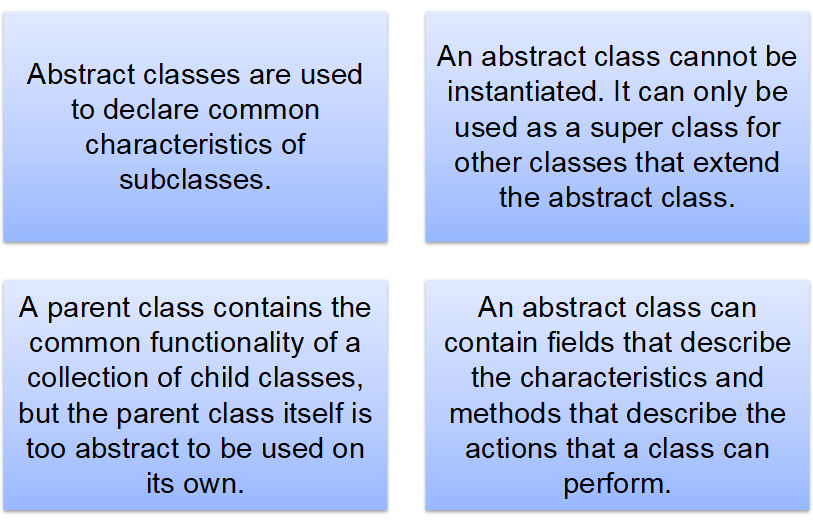 Abstract classes are used
to declare common
characteristics of
subclasses.
An abstract class cannot be
instantiated. It can only be
used as a super class for
other classes that extend
the abstract class.
A parent class contains the
common functionality of a
collection of child classes,
but the parent class itself is
too abstract to be used on
its own.
An abstract class can
contain fields that describe
the characteristics and
methods that describe the
actions that a class can
perform.